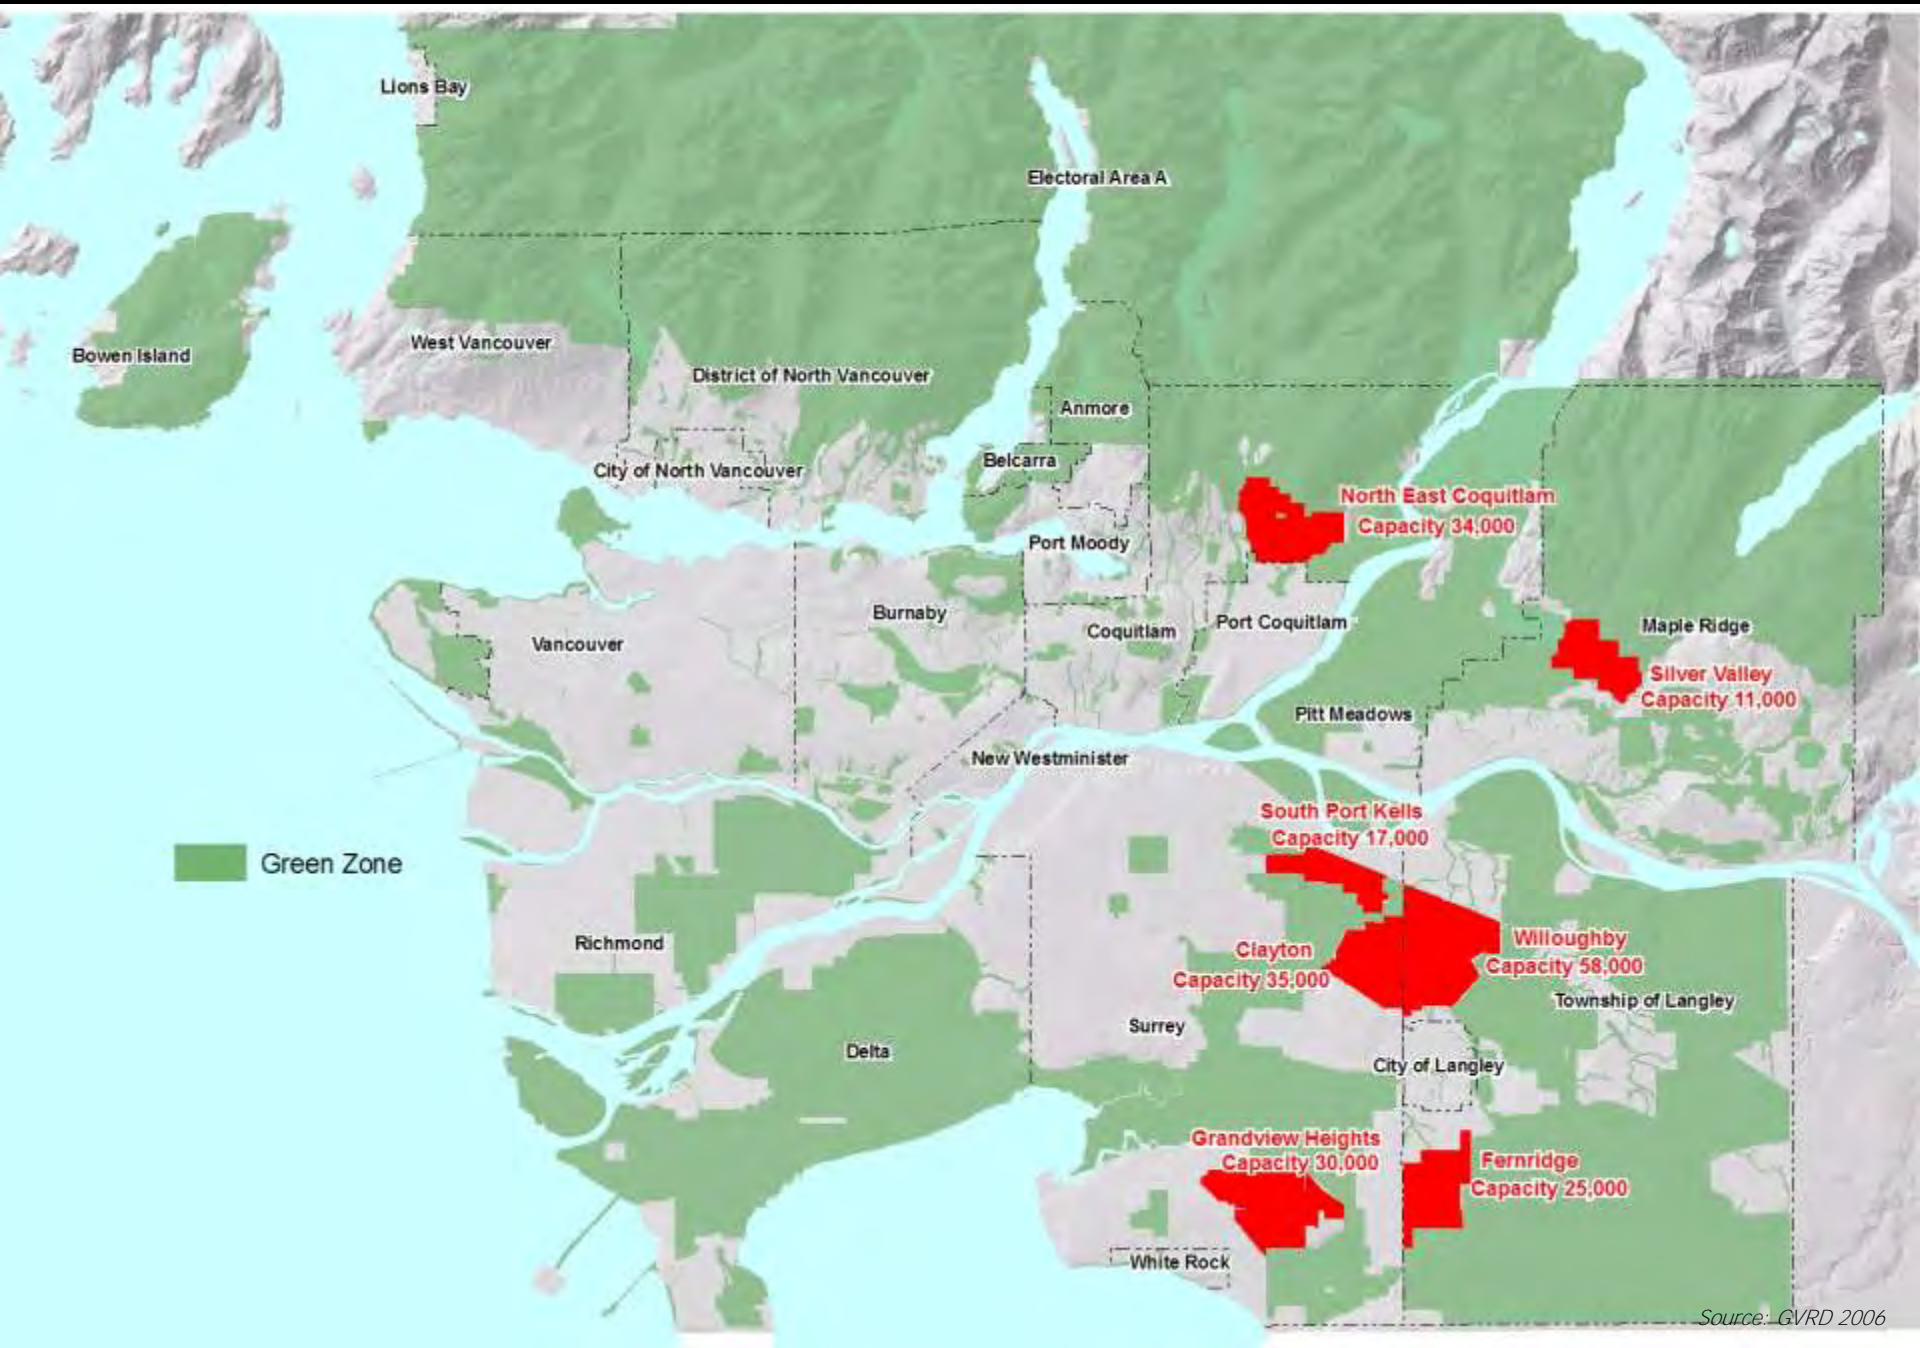 Lions Bay
Electoral Area A
Bowen Island
West Vancouver
District of North Vancouver
Anmore
Belcarra
City of North Vancouver
North East Coquitlam
Capacity 34,000
Port Moody
Burnaby
Vancouver
Coquitlam
Port Coquitlam
Maple Ridge
Silver Valley
Capacity 11,000
Pitt Meadows
New Westminister
South Port Kells
Capacity 17,000
Green Zone
Richmond
Clayton
Capacity 35,000
Willoughby
Capacity 58,000
Township of Langley
Surrey
Delta
City of Langley
Grandview Heights
Capacity 30,000
Fernridge
Capacity 25,000
White Rock
Source: GVRD 2006